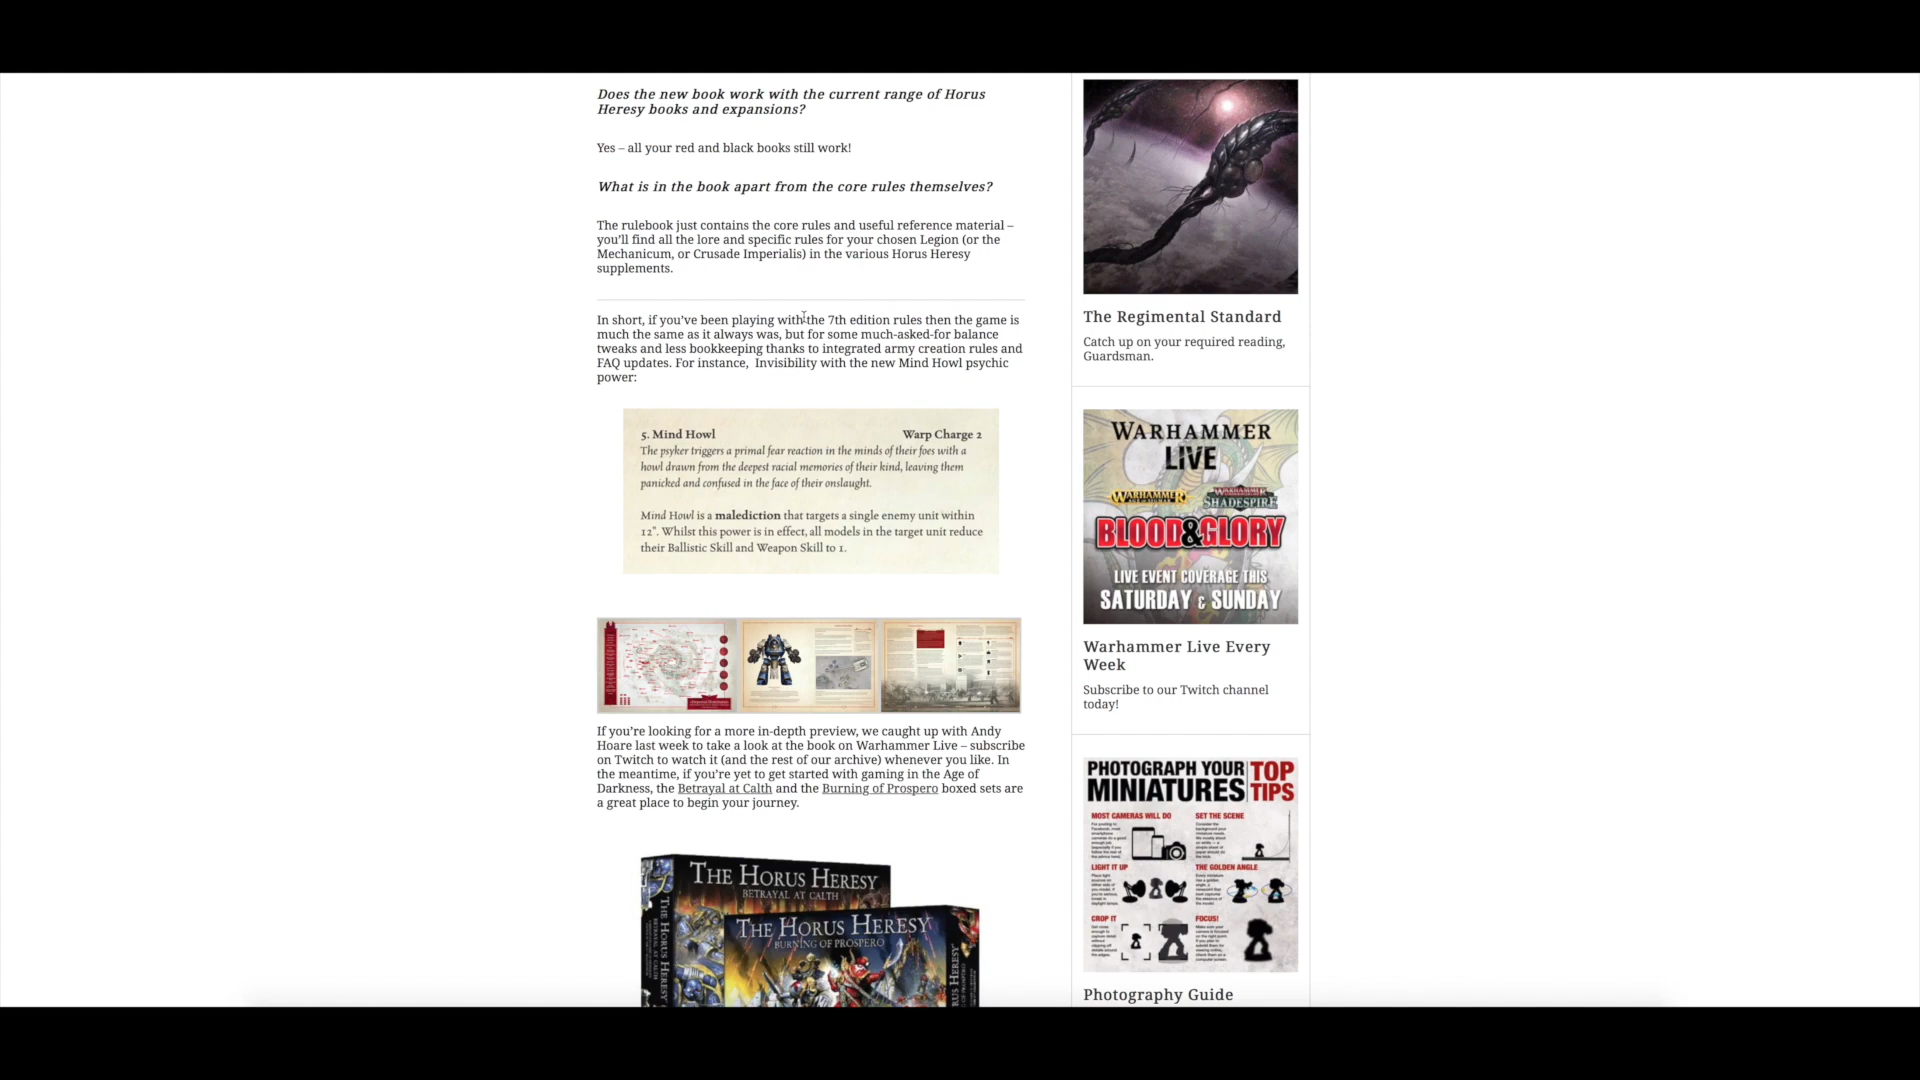 Does the new book work with the current range of Horus
Heresy books and expansions?
Yes – all your red and black books still work!
What is in the book apart from the core rules themselves?
The rulebook just contains the core rules and useful reference material –
you'll find all the lore and specific rules for your chosen Legion (or the
Mechanicum, or Crusade Imperialis) in the various Horus Heresy
supplements.
In short, if you've been playing with the 7th edition rules then the game is
much the same as it always was, but for some much-asked-for balance
tweaks and less bookkeeping thanks to integrated army creation rules and
FAQ updates. For instance,  Invisibility with the new Mind Howl psychic
power:
5. Mind Howl Warp Charge 2
The psyker triggers a primal fear reaction in the minds of their foes with a
howl drawn from the deepest racial memories of their kind, leaving them
panicked and confused in the face of their onslaught.
Mind Howl is a malediction that targets a single enemy unit within
12". Whilst this power is in effect, all models in the target unit reduce
their Ballistic Skill and Weapon Skill to 1.
If you're looking for a more in-depth preview, we caught up with Andy
Hoare last week to take a look at the book on Warhammer Live – subscribe
on Twitch to watch it (and the rest of our archive) whenever you like. In
the meantime, if you're yet to get started with gaming in the Age of
Darkness, the Betrayal at Calth and the Burning of Prospero boxed sets are
a great place to begin your journey.
THE HORUS HERESY
BETRAYAL AT CALTH
THE HORUS HERESY
BETRAYAL AT CALTH
THE HORUS HERESY
BURNING OF PROSPERO
The Regimental Standard
Catch up on your required reading,
Guardsman.
WARHAMMER
LIVE
WARHAMMER
WARHAMMER
SHADESPIRE
BLOOD&GLORY
LIVE EVENT COVERAGE THIS
SATURDAY & SUNDAY
Warhammer Live Every
Week
Subscribe to our Twitch channel
today!
PHOTOGRAPH YOUR
MINIATURES
TOP
TIPS
MOST CAMERAS WILL DO
SET THE SCENE
LIGHT IT UP
THE GOLDEN ANGLE
CROP IT
FOCUS!
Photography Guide